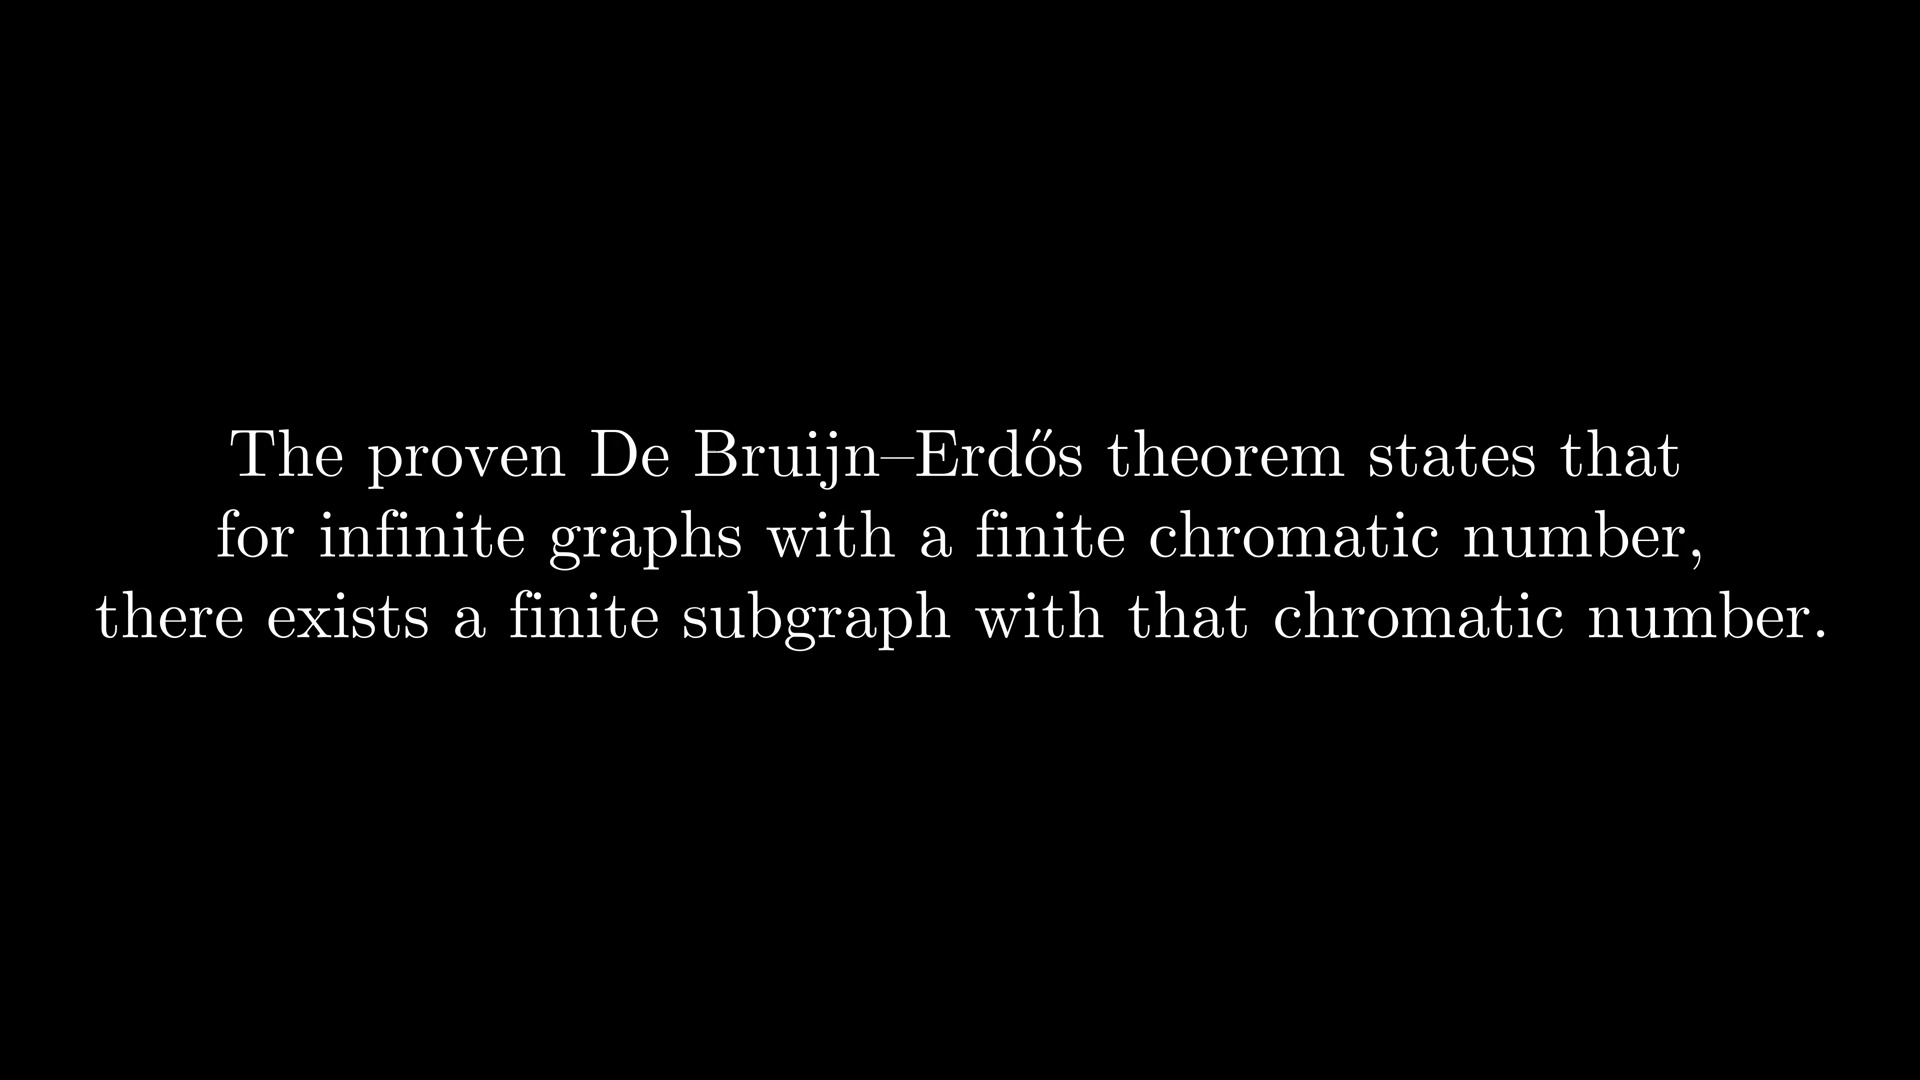 The proven De Bruijn–Erdős theorem states that
for infinite graphs with a finite chromatic number,
there exists a finite subgraph with that chromatic number.